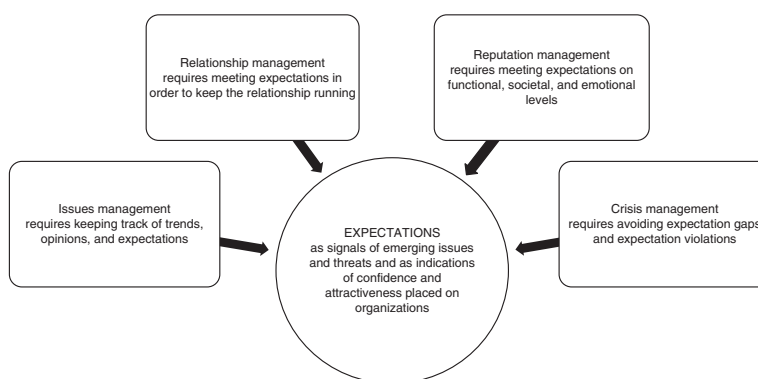 Relationship management
requires meeting expectations in
order to keep the relationship running
Reputation management
requires meeting expectations on
functional, societal, and emotional
levels
Issues management
requires keeping track of trends,
opinions, and expectations
EXPECTATIONS
as signals of emerging issues
and threats and as indications
of confidence and
attractiveness placed on
organizations
Crisis management
requires avoiding expectation gaps
and expectation violations